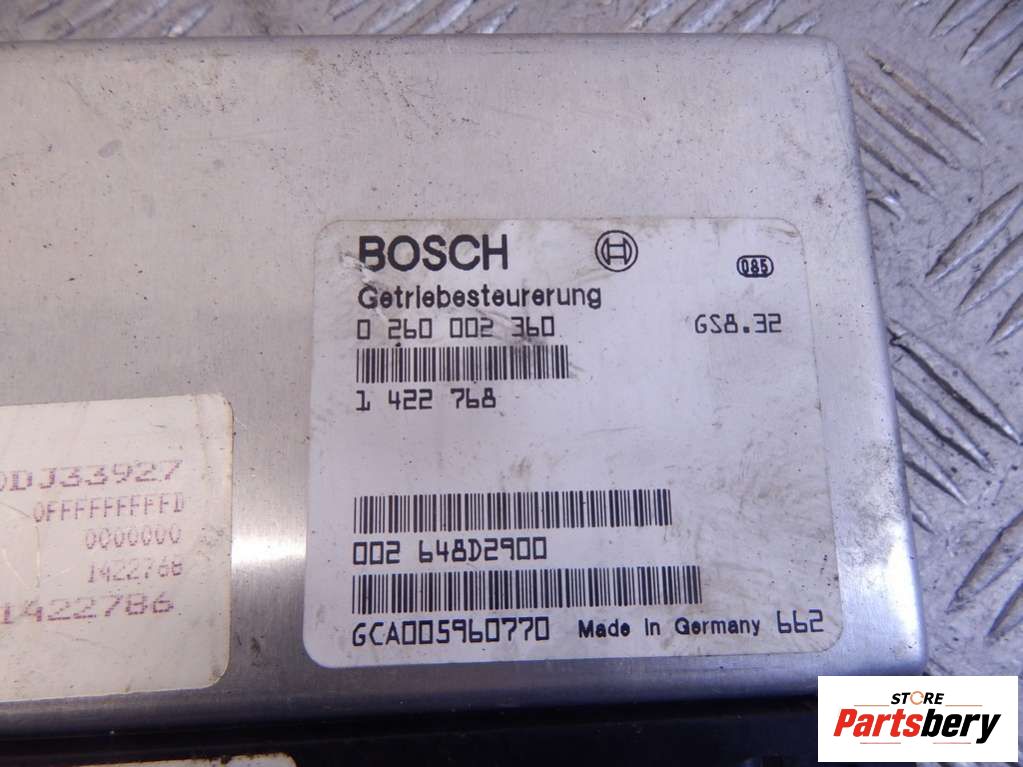 BOSCH
085
Getriebesteurerung
0 260 002 360 GS8.32
1 422 768
002 648D2900
GCA005960770 Made in Germany 662
DJ33927
0FFFFFFFFFD
0000000
1422768
1422786
STORE
Partsbery